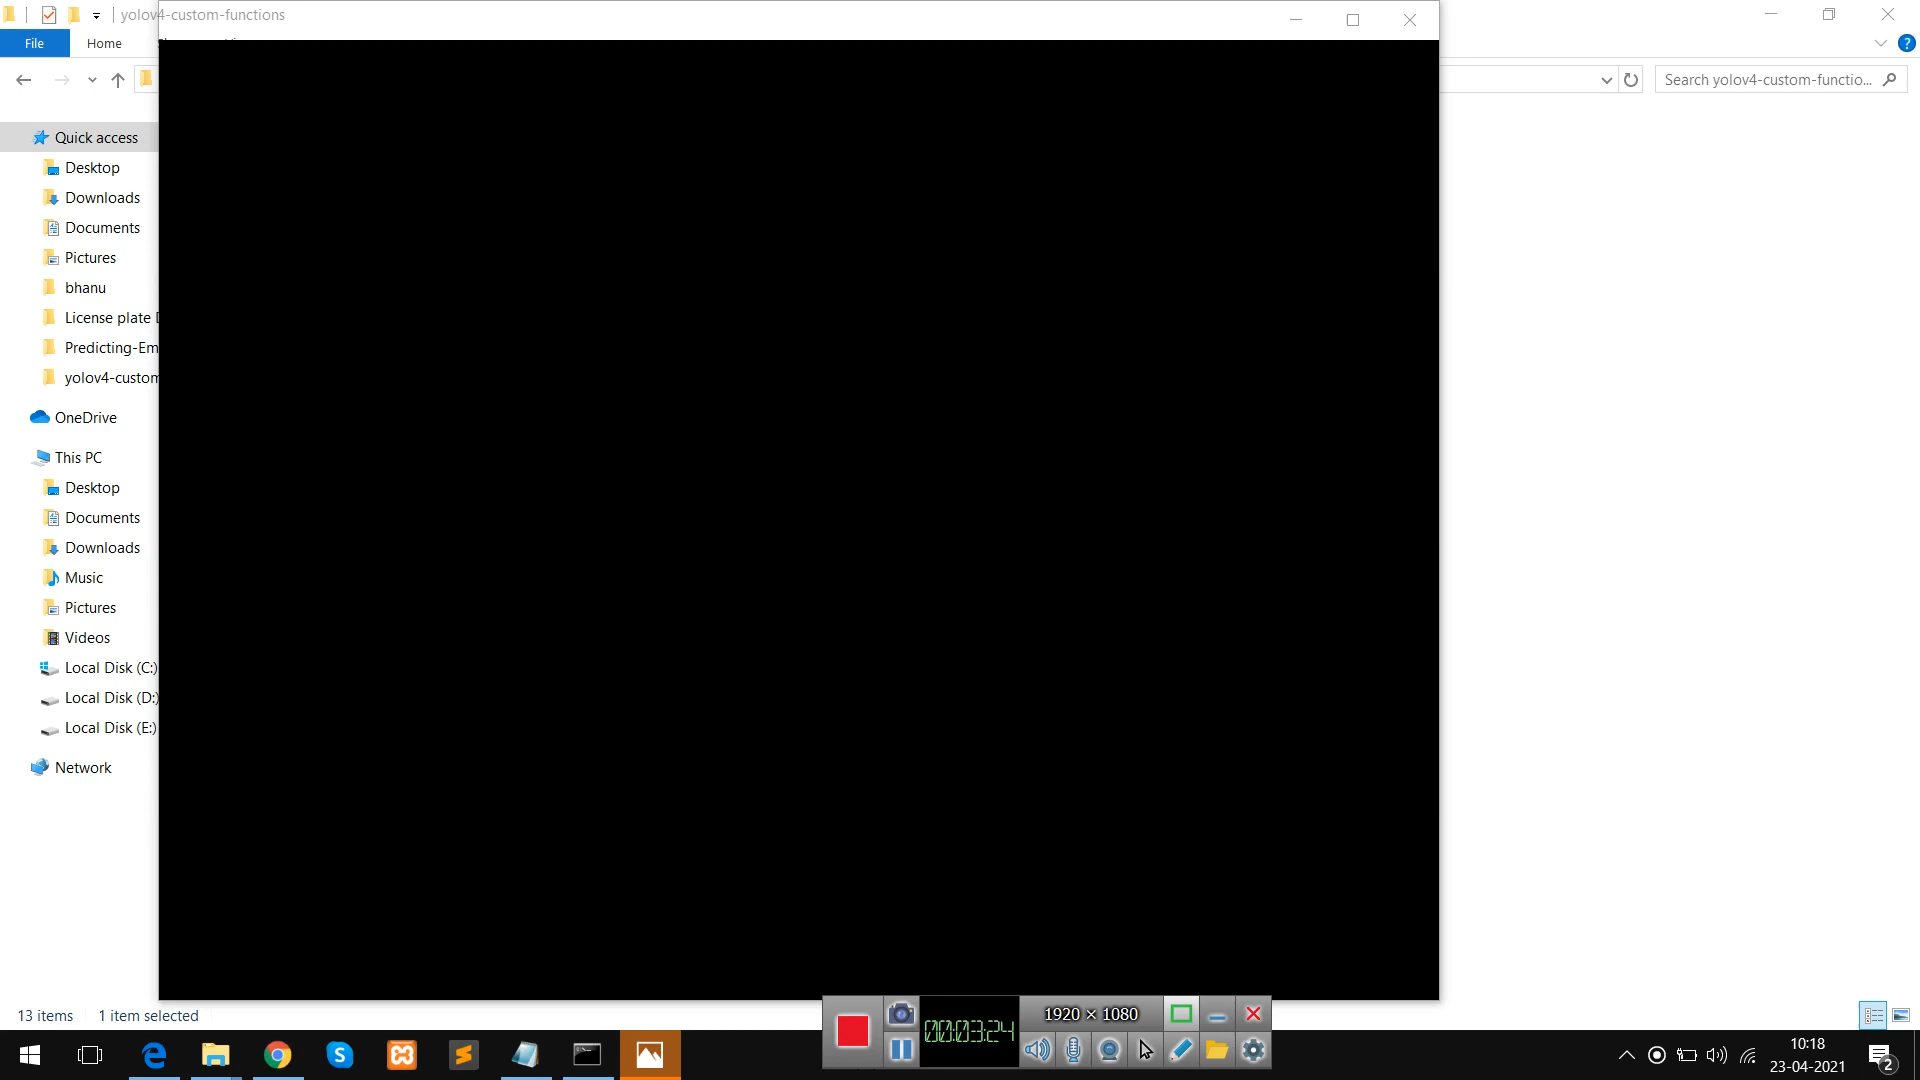 yolov4-custom-functions
File
Home
Search yolov4-custom-functio...
Quick access
Desktop
Downloads
Documents
Pictures
bhanu
License plate
Predicting-Em
yolov4-custom
OneDrive
This PC
Desktop
Documents
Downloads
Music
Pictures
Videos
Local Disk (C:)
Local Disk (D:)
Local Disk (E:)
Network
13 items 1 item selected
1920 × 1080
00:03:24
10:18
23-04-2021
2